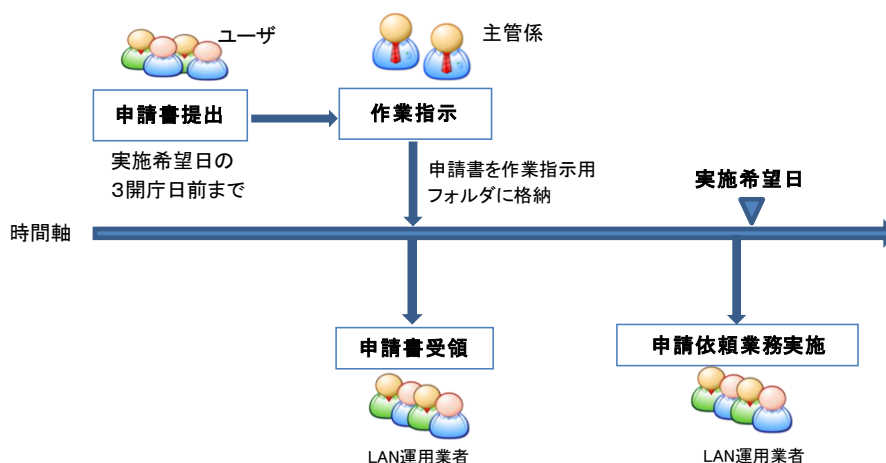 ユーザ
主管係
申請書提出
作業指示
実施希望日の
3開庁日前まで
申請書を作業指示用
フォルダに格納
実施希望日
時間軸
申請書受領
申請依頼業務実施
LAN運用業者
LAN運用業者